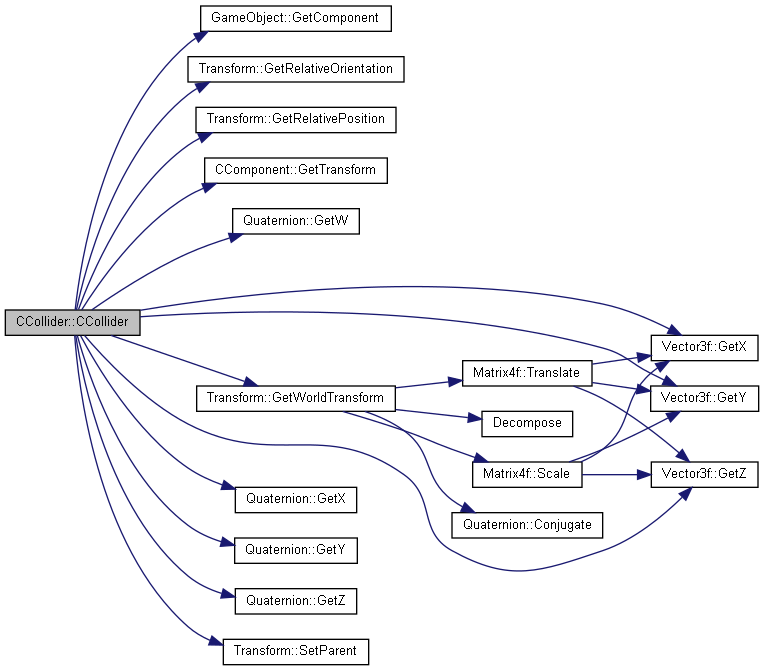 GameObject::GetComponent
Transform::GetRelativeOrientation
Transform::GetRelativePosition
CComponent::GetTransform
Quaternion::GetW
CCollider::CCollider
Vector3f::GetX
Matrix4f::Translate
Transform::GetWorldTransform
Vector3f::GetY
Decompose
Matrix4f::Scale
Vector3f::GetZ
Quaternion::GetX
Quaternion::Conjugate
Quaternion::GetY
Quaternion::GetZ
Transform::SetParent